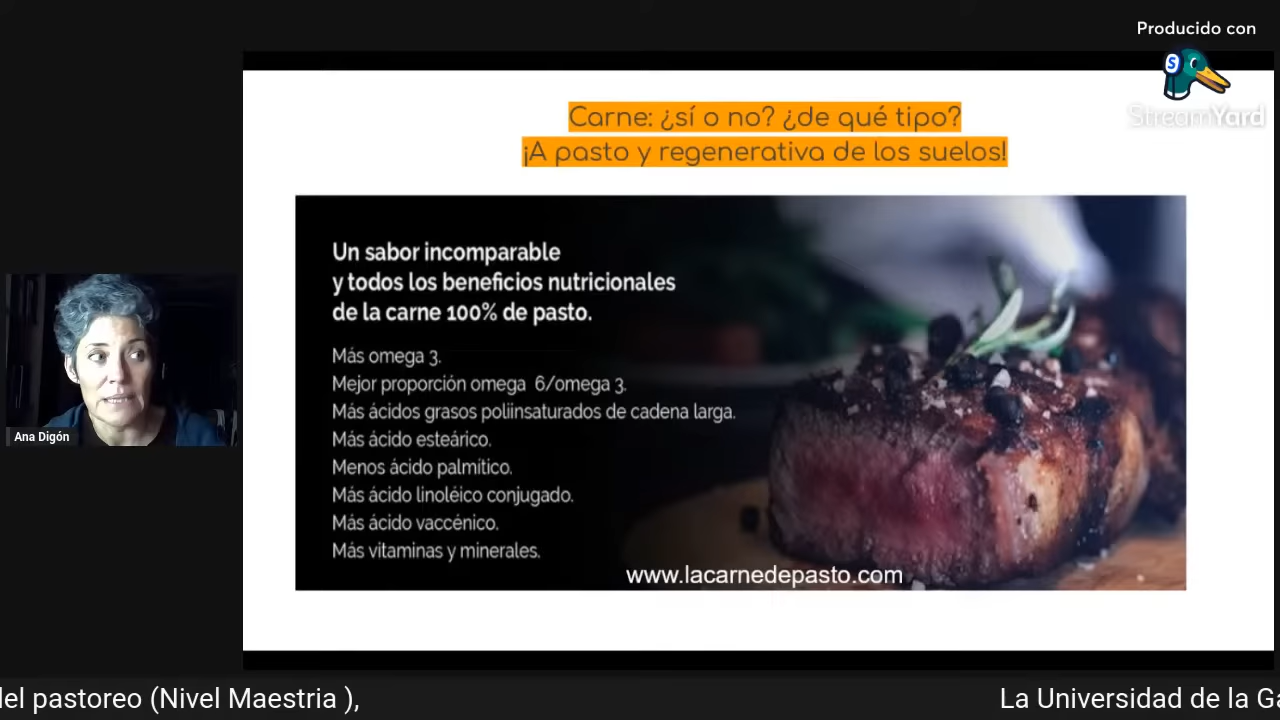 Producido con
StreamYard
Carne: ¿sí o no? ¿de qué tipo?
¡A pasto y regenerativa de los suelos!
Un sabor incomparable
y todos los beneficios nutricionales
de la carne 100% de pasto.
Más omega 3.
Mejor proporción omega 6/omega 3.
Más ácidos grasos poliinsaturados de cadena larga.
Más ácido esteárico.
Menos ácido palmítico.
Más ácido linoléico conjugado.
Más ácido vaccénico.
Más vitaminas y minerales.
www.lacarnedepasto.com
Ana Digón
del pastoreo (Nivel Maestria ),
La Universidad de la